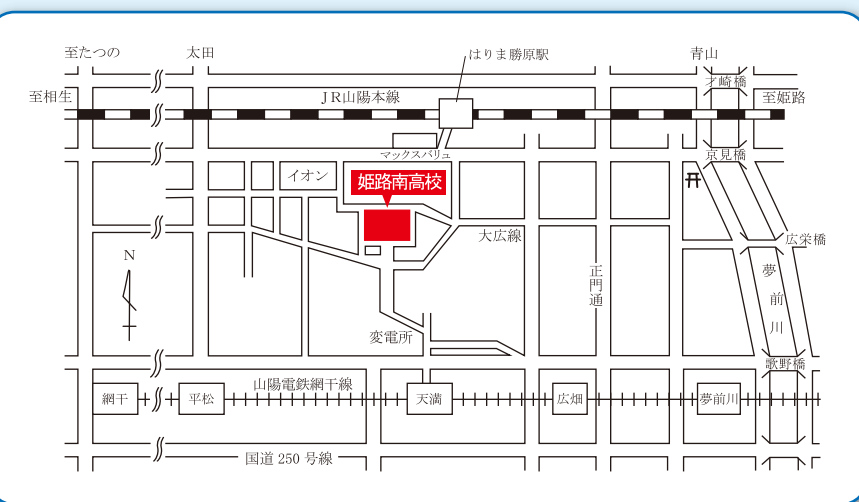 至たつの
太田
はりま勝原駅
青山
才崎橋
至相生
JR山陽本線
至姫路
マックスバリュ
京見橋
イオン
姫路南高校
大広線
広栄橋
N
正門通
夢前川
変電所
歌野橋
山陽電鉄網干線
網干
平松
天満
広畑
夢前川
国道250号線